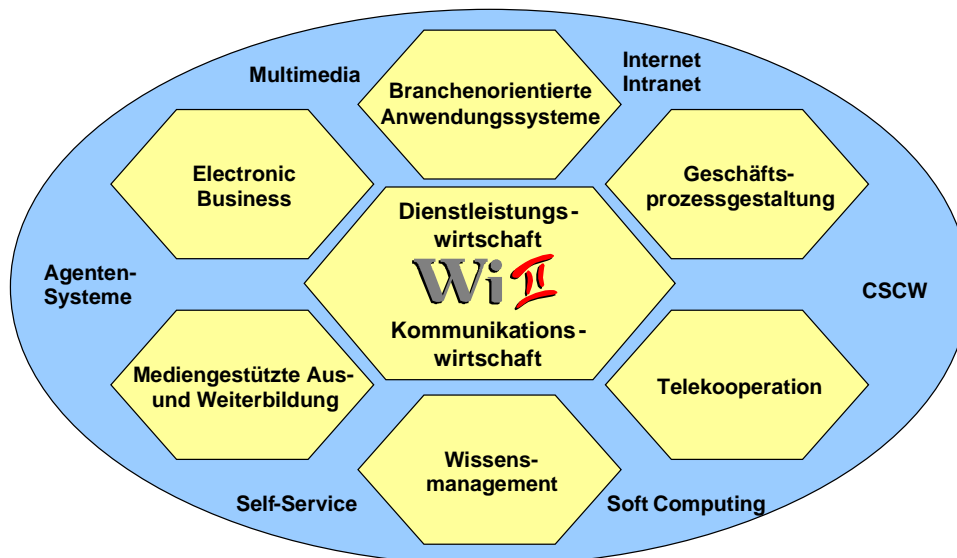 Multimedia
Internet
Intranet
Branchenorientierte
Anwendungssysteme
Electronic
Business
Geschäfts-
prozessgestaltung
Dienstleistungs-
wirtschaft
Wi II
Kommunikations-
wirtschaft
Agenten-
Systeme
CSCW
Mediengestützte Aus-
und Weiterbildung
Telekooperation
Wissens-
management
Self-Service
Soft Computing